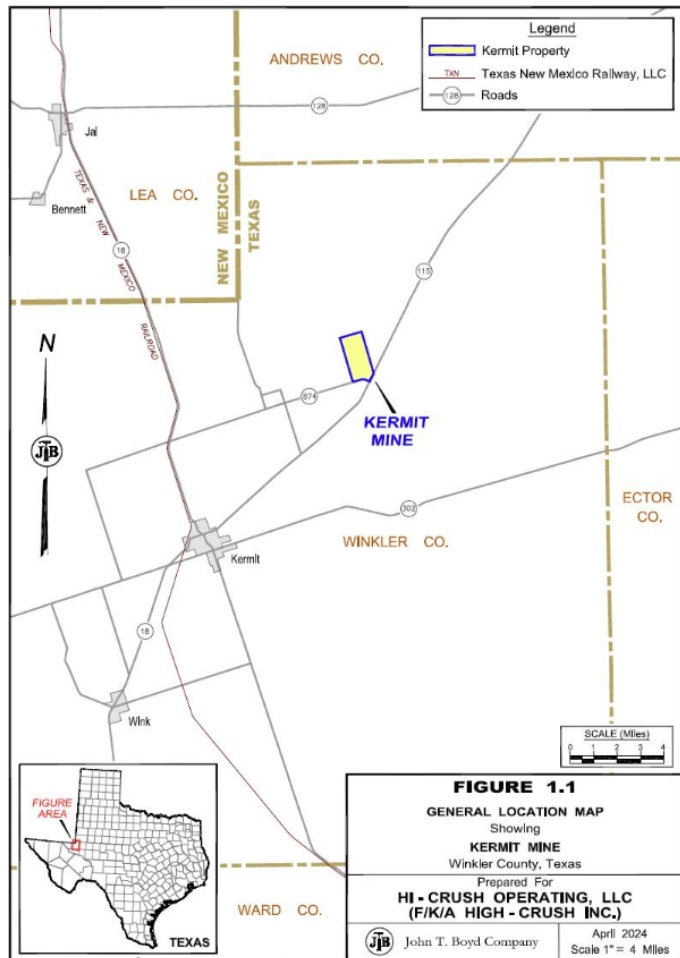 Legend
Kermit Property
TXN Texas New Mexico Railway, LLC
128 Roads
ANDREWS CO.
128
Jal
LEA CO.
Bennett
NEW MEXICO
TEXAS
TEXAS & NEW MEXICO RAILROAD
18
115
N
JTB
874
KERMIT
MINE
302
ECTOR
CO.
WINKLER CO.
Kermit
18
Wink
SCALE (Miles)
0 1 2 3 4
FIGURE
AREA
TEXAS
WARD CO.
FIGURE 1.1
GENERAL LOCATION MAP
Showing
KERMIT MINE
Winkler County, Texas
Prepared For
HI - CRUSH OPERATING, LLC
(F/K/A HIGH - CRUSH INC.)
JTB John T. Boyd Company
April 2024
Scale 1" = 4 Miles